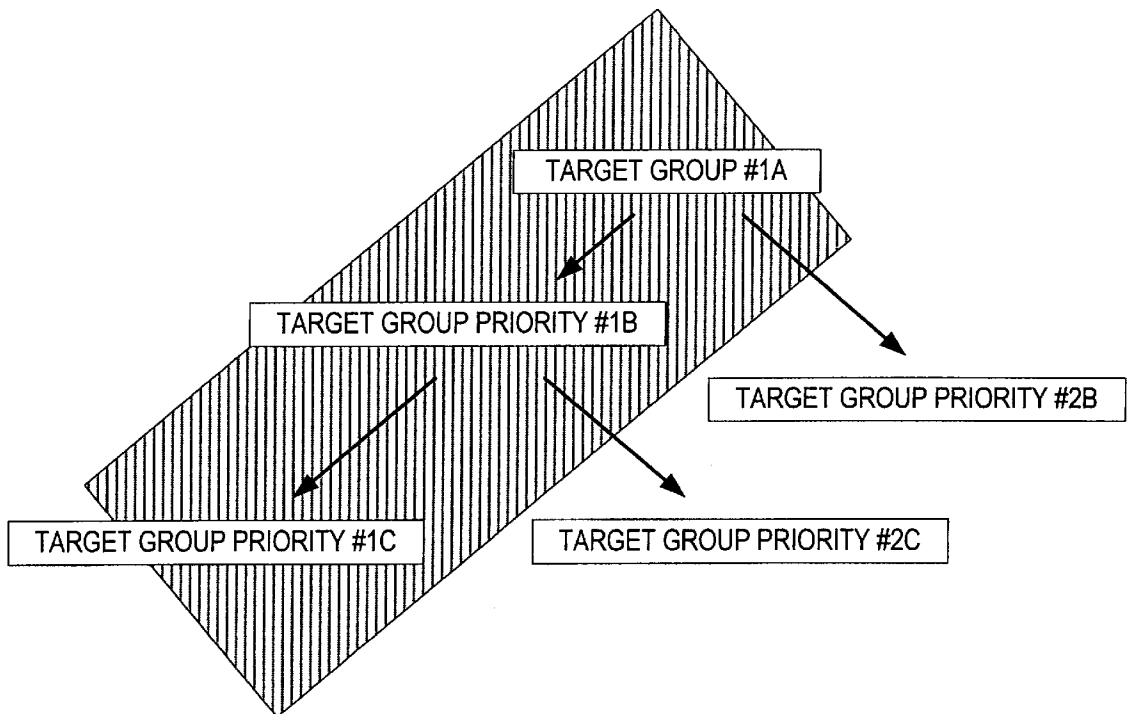 TARGET GROUP #1A
TARGET GROUP PRIORITY #1B
TARGET GROUP PRIORITY #2B
TARGET GROUP PRIORITY #1C
TARGET GROUP PRIORITY #2C